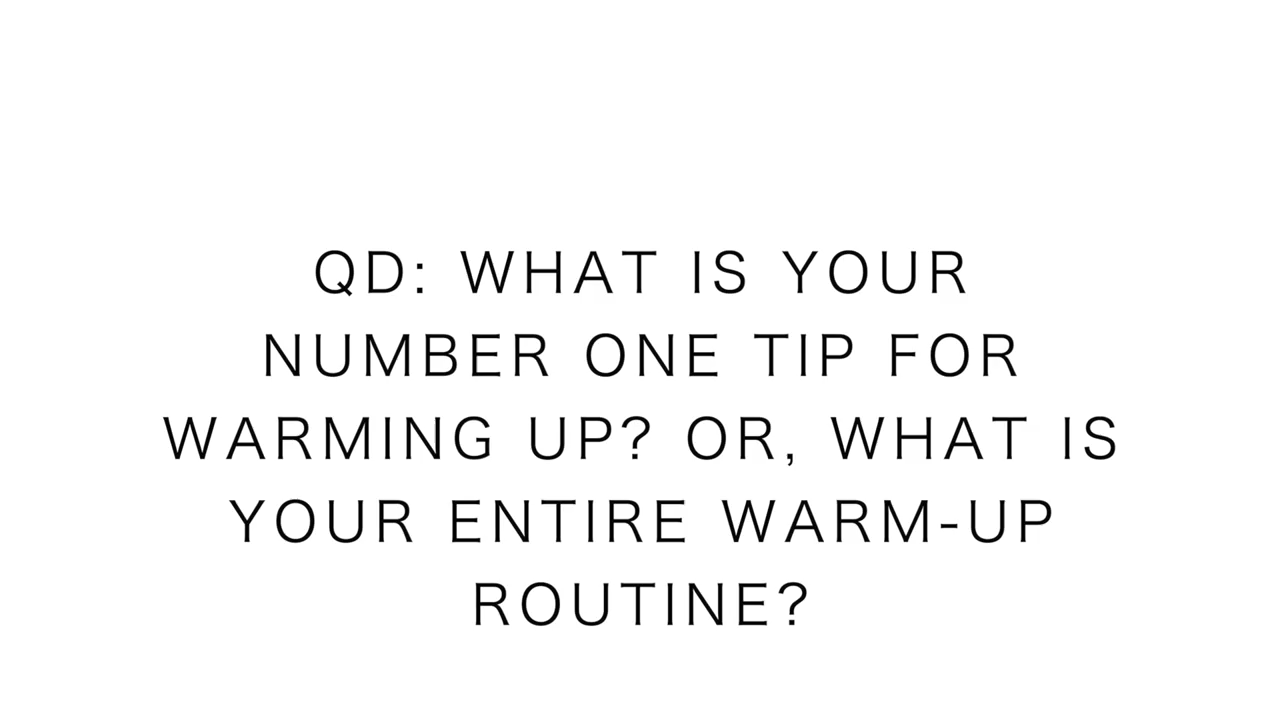 QD: WHAT IS YOUR
NUMBER ONE TIP FOR
WARMING UP? OR, WHAT IS
YOUR ENTIRE WARM-UP
ROUTINE?